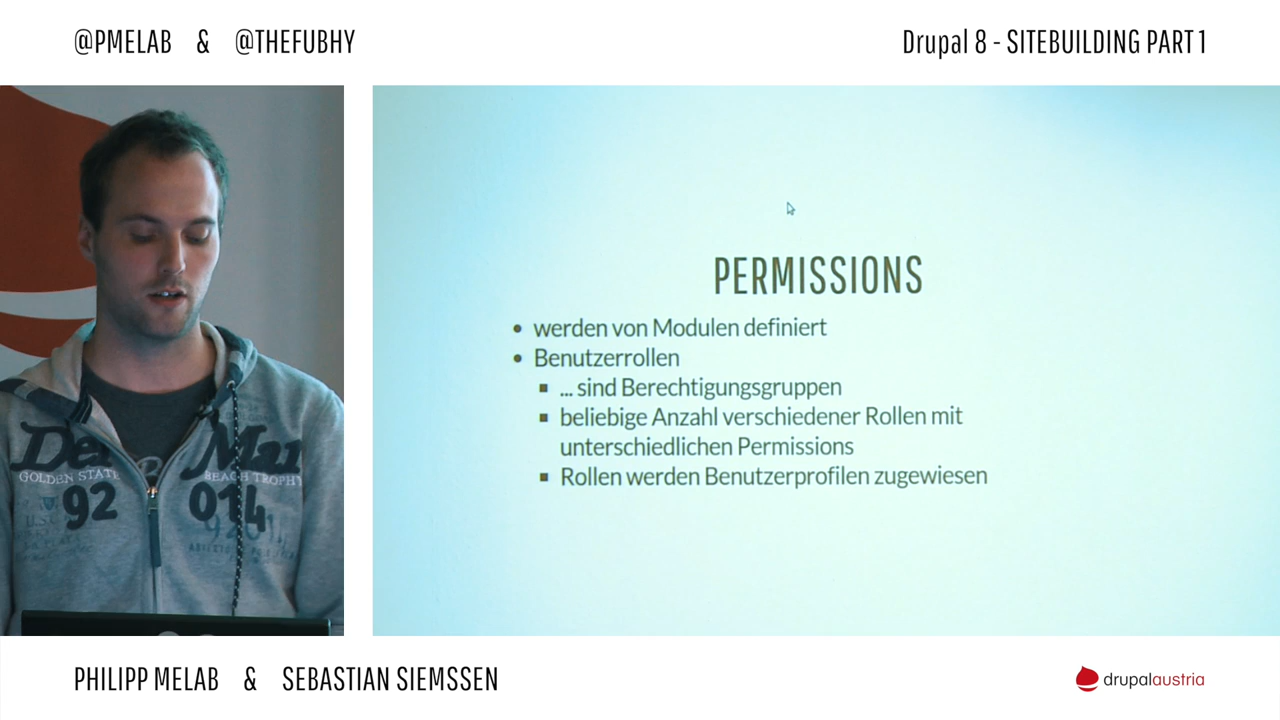 @PMELAB & @THEFUBHY
Drupal 8 - SITEBUILDING PART 1
PERMISSIONS
• werden von Modulen definiert
• Benutzerrollen
▪ ... sind Berechtigungsgruppen
▪ beliebige Anzahl verschiedener Rollen mit
unterschiedlichen Permissions
▪ Rollen werden Benutzerprofilen zugewiesen
GOLDEN STATE
BEACH TROPHY
92 014
PHILIPP MELAB & SEBASTIAN SIEMSSEN
drupalaustria